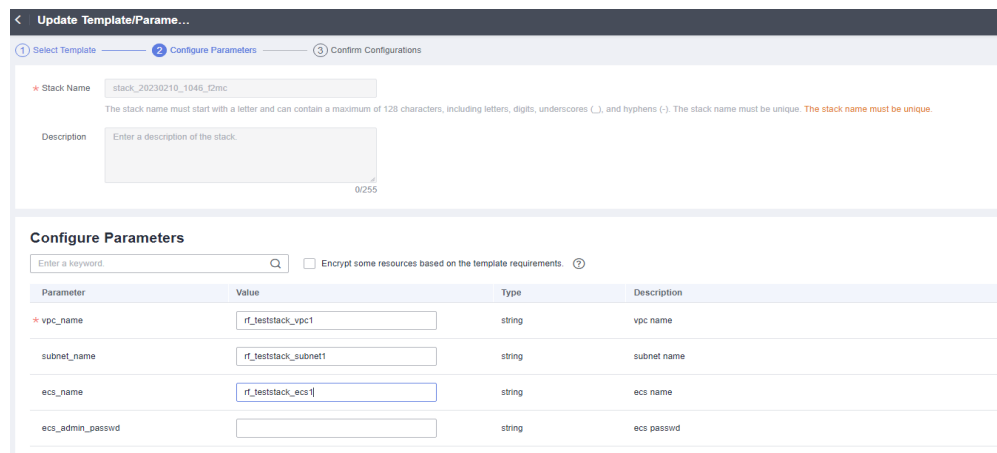 Update Template/Parame...
1 Select Template 2 Configure Parameters 3 Confirm Configurations
* Stack Name stack_20230210_1046_f2mc
The stack name must start with a letter and can contain a maximum of 128 characters, including letters, digits, underscores (_), and hyphens (-). The stack name must be unique. The stack name must be unique.
Description Enter a description of the stack.
0/255
Configure Parameters
Enter a keyword. Encrypt some resources based on the template requirements. ?
Parameter Value Type Description
* vpc_name rf_teststack_vpc1 string vpc name
subnet_name rf_teststack_subnet1 string subnet name
ecs_name rf_teststack_ecs1 string ecs name
ecs_admin_passwd string ecs passwd